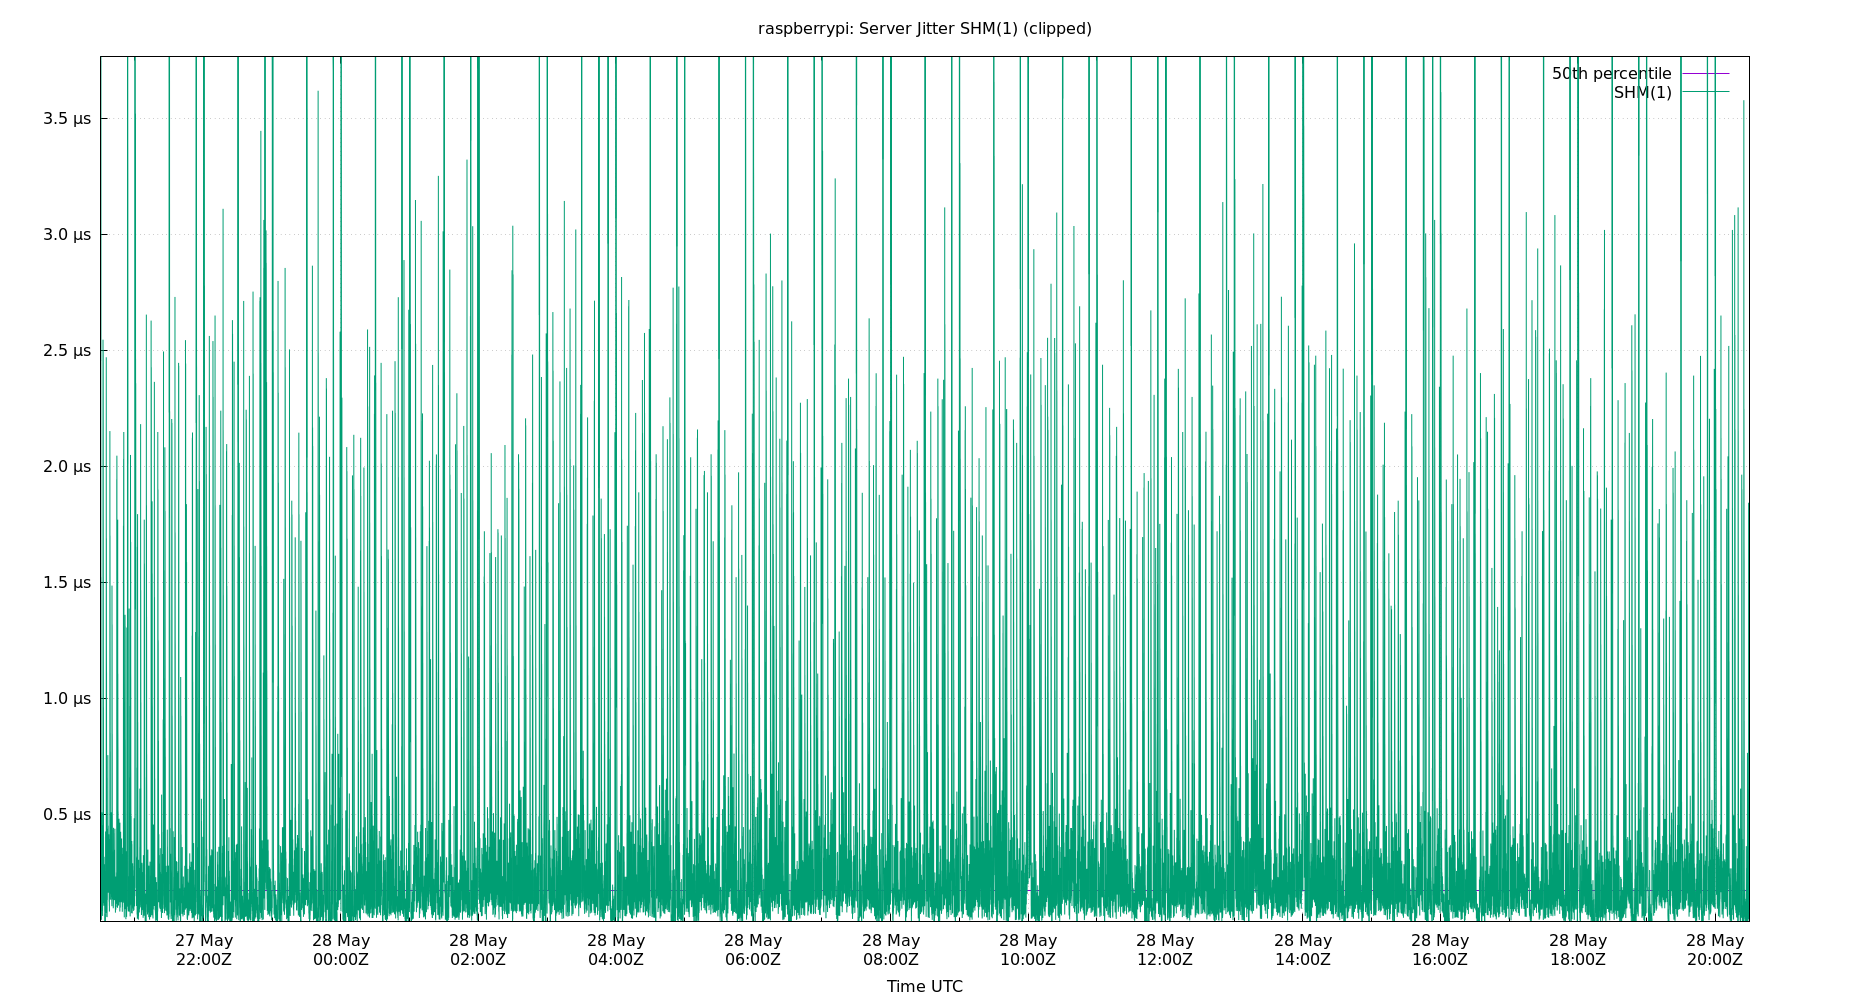 raspberrypi: Server Jitter SHM(1) (clipped)
50th percentile
SHM(1)
3.5 µs
3.0 µs
2.5 µs
2.0 µs
1.5 µs
1.0 µs
0.5 µs
27 May 28 May 28 May 28 May 28 May 28 May 28 May 28 May 28 May 28 May 28 May 28 May
22:00Z 00:00Z 02:00Z 04:00Z 06:00Z 08:00Z 10:00Z 12:00Z 14:00Z 16:00Z 18:00Z 20:00Z
Time UTC